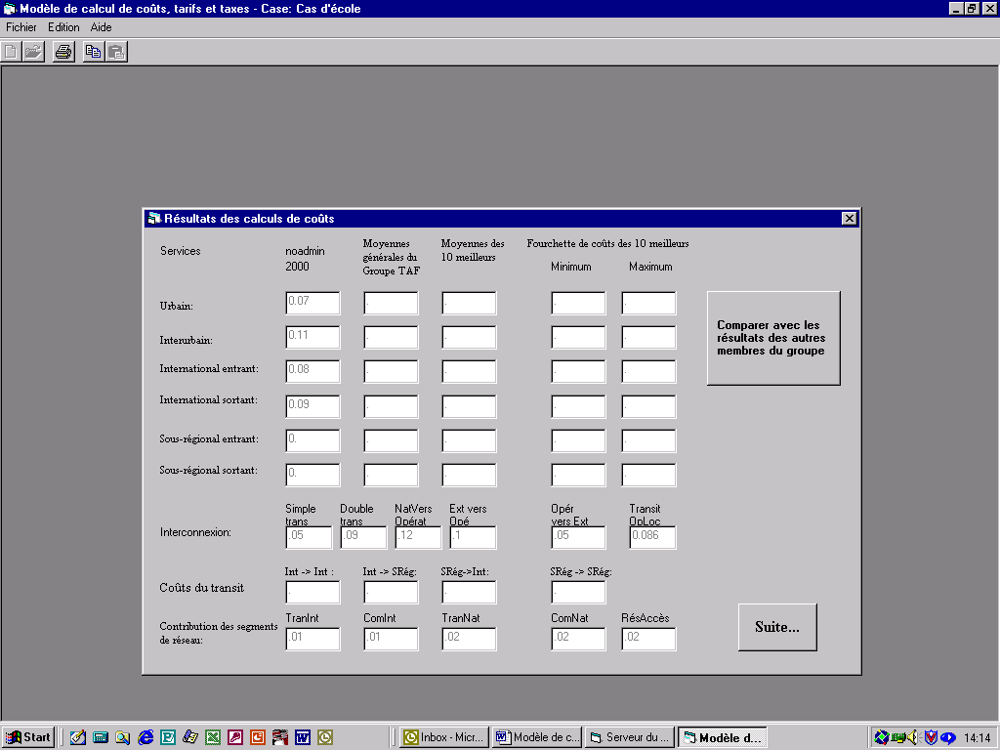 Modèle de calcul de coûts, tarifs et taxes - Case: Cas d'école
Fichier Edition Aide
Résultats des calculs de coûts
Services
noadmin
2000
Moyennes
générales du
Groupe TAF
Moyennes des
10 meilleurs
Fourchette de coûts des 10 meilleurs
Minimum Maximum
Urbain: 0.07 . . . .
Interurbain: 0.11 . . . .
International entrant: 0.08 . . . .
International sortant: 0.09 . . . .
Sous-régional entrant: 0. . . . .
Sous-régional sortant: 0. . . . .
Comparer avec les
résultats des autres
membres du groupe
Simple
trans
Double
trans
NatVers
Opérat
Ext vers
Opé
Opér
vers Ext
Transit
OpLoc
Interconnexion: .05 .09 .12 .1 .05 0.086
Int -> Int : Int -> SRég: SRég->Int: SRég -> SRég:
Coûts du transit . . . .
TranInt ComInt TranNat ComNat RésAccès
Contribution des segments
de réseau: .01 .01 .02 .02 .02
Suite...
Start Inbox - Micr... Modèle de c... Serveur du ... Modèle d... 14:14